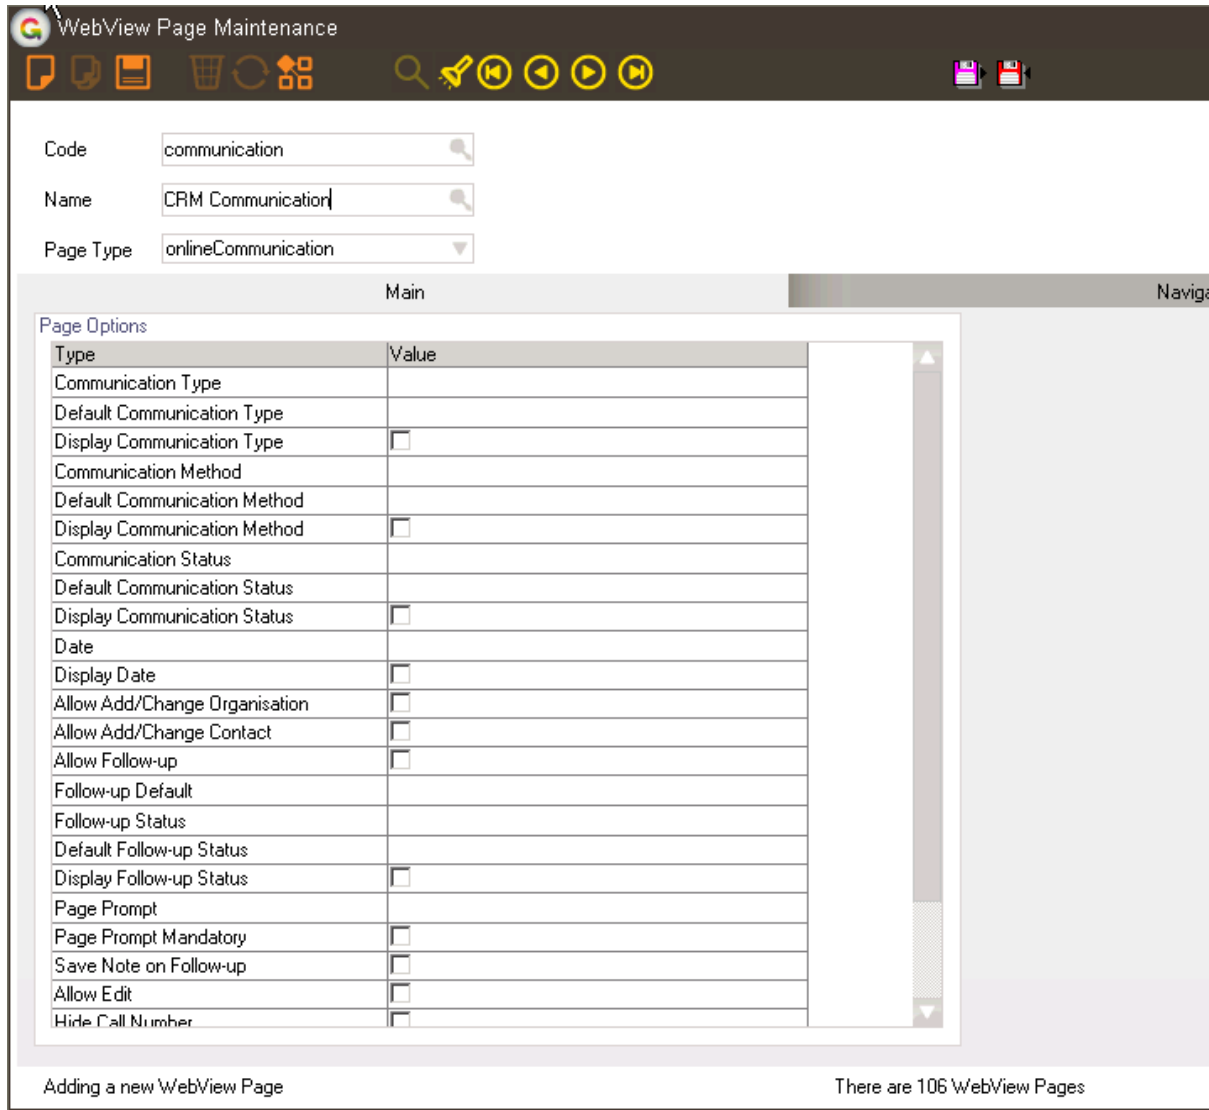 WebView Page Maintenance
Code communication
Name CRM Communication
Page Type onlineCommunication
Main Naviga
Page Options
Type Value
Communication Type
Default Communication Type
Display Communication Type
Communication Method
Default Communication Method
Display Communication Method
Communication Status
Default Communication Status
Display Communication Status
Date
Display Date
Allow Add/Change Organisation
Allow Add/Change Contact
Allow Follow-up
Follow-up Default
Follow-up Status
Default Follow-up Status
Display Follow-up Status
Page Prompt
Page Prompt Mandatory
Save Note on Follow-up
Allow Edit
Hide Call Number
Adding a new WebView Page There are 106 WebView Pages